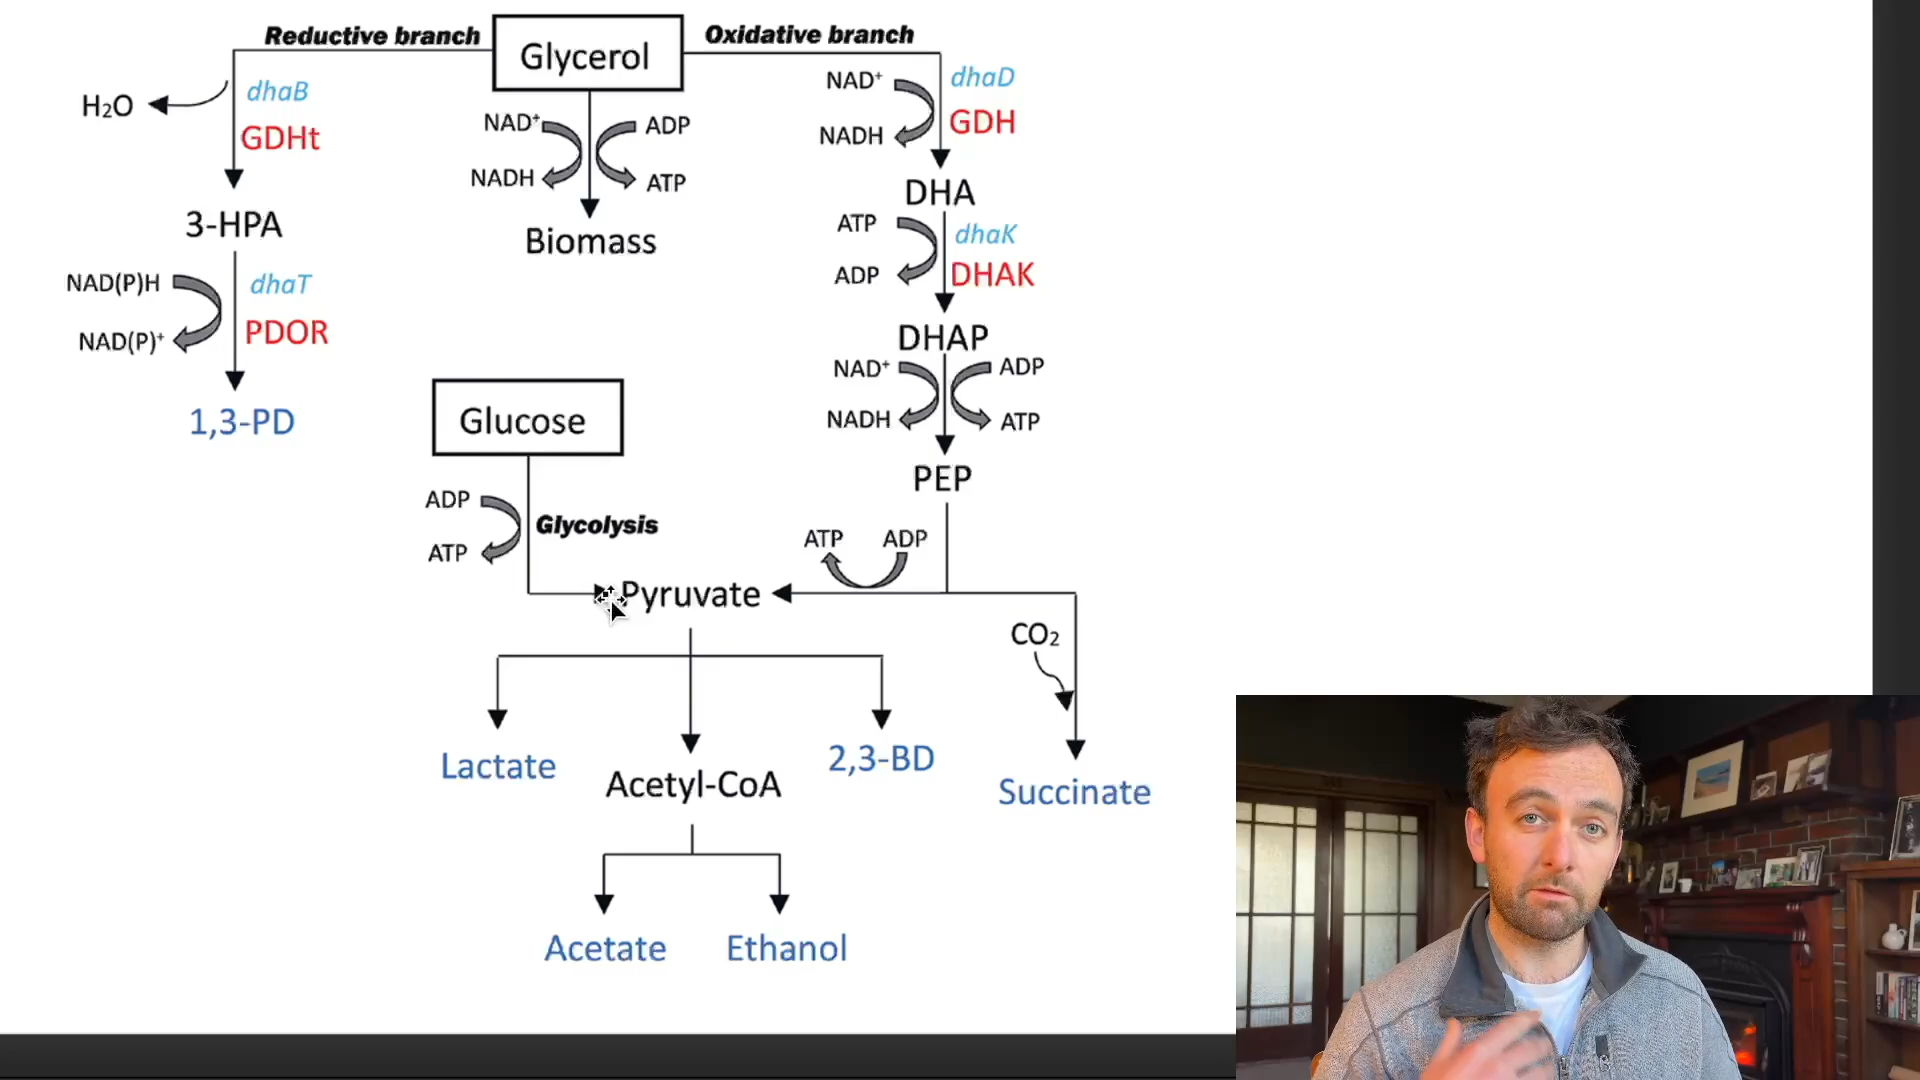 Reductive branch
Glycerol
Oxidative branch
H₂O
dhaB
GDHt
NAD⁺
NADH
ADP
ATP
NAD⁺
NADH
dhaD
GDH
3-HPA
Biomass
DHA
NAD(P)H
NAD(P)⁺
dhaT
PDOR
ATP
ADP
dhaK
DHAK
1,3-PD
DHAP
NAD⁺
NADH
ADP
ATP
Glucose
PEP
ADP
ATP
Glycolysis
ATP
ADP
Pyruvate
CO₂
Lactate
Acetyl-CoA
2,3-BD
Succinate
Acetate
Ethanol